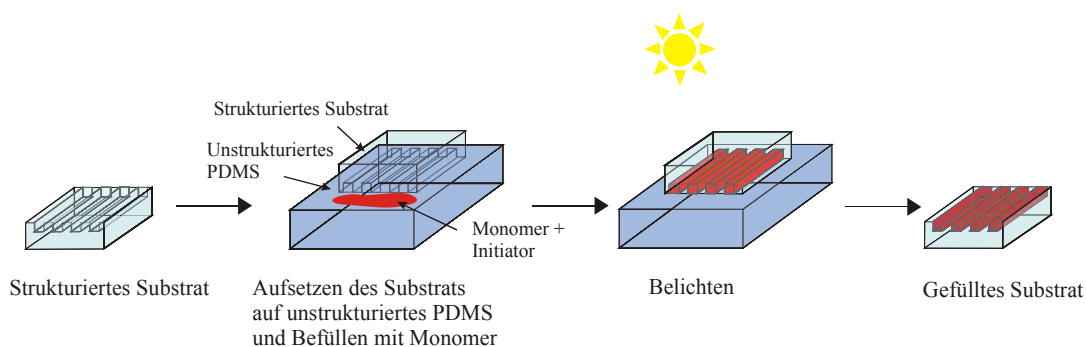 Strukturiertes Substrat
Unstrukturiertes
PDMS
Monomer +
Initiator
Strukturiertes Substrat
Aufsetzen des Substrats
auf unstrukturiertes PDMS
und Befüllen mit Monomer
Belichten
Gefülltes Substrat